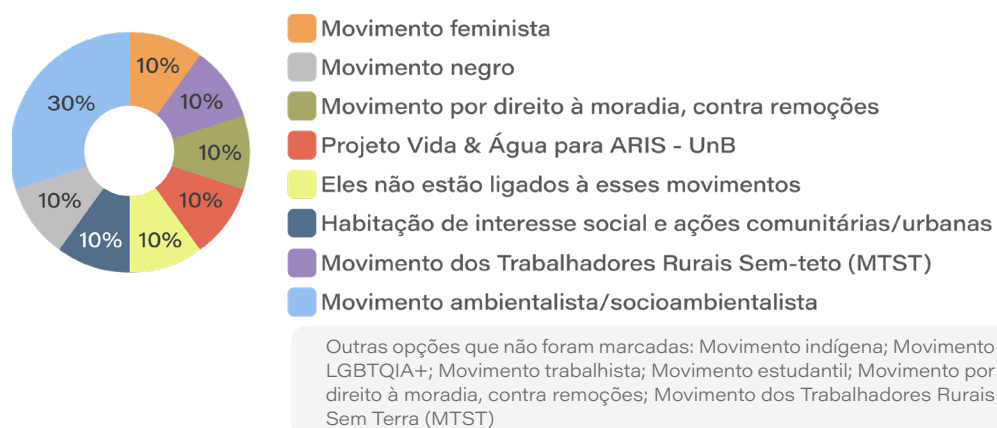 10%
10%
10%
10%
10%
10%
10%
30%
Movimento feminista
Movimento negro
Movimento por direito à moradia, contra remoções
Projeto Vida & Água para ARIS - UnB
Eles não estão ligados à esses movimentos
Habitação de interesse social e ações comunitárias/urbanas
Movimento dos Trabalhadores Rurais Sem-teto (MTST)
Movimento ambientalista/socioambientalista
Outras opções que não foram marcadas: Movimento indígena; Movimento
LGBTQIA+; Movimento trabalhista; Movimento estudantil; Movimento por
direito à moradia, contra remoções; Movimento dos Trabalhadores Rurais
Sem Terra (MTST)